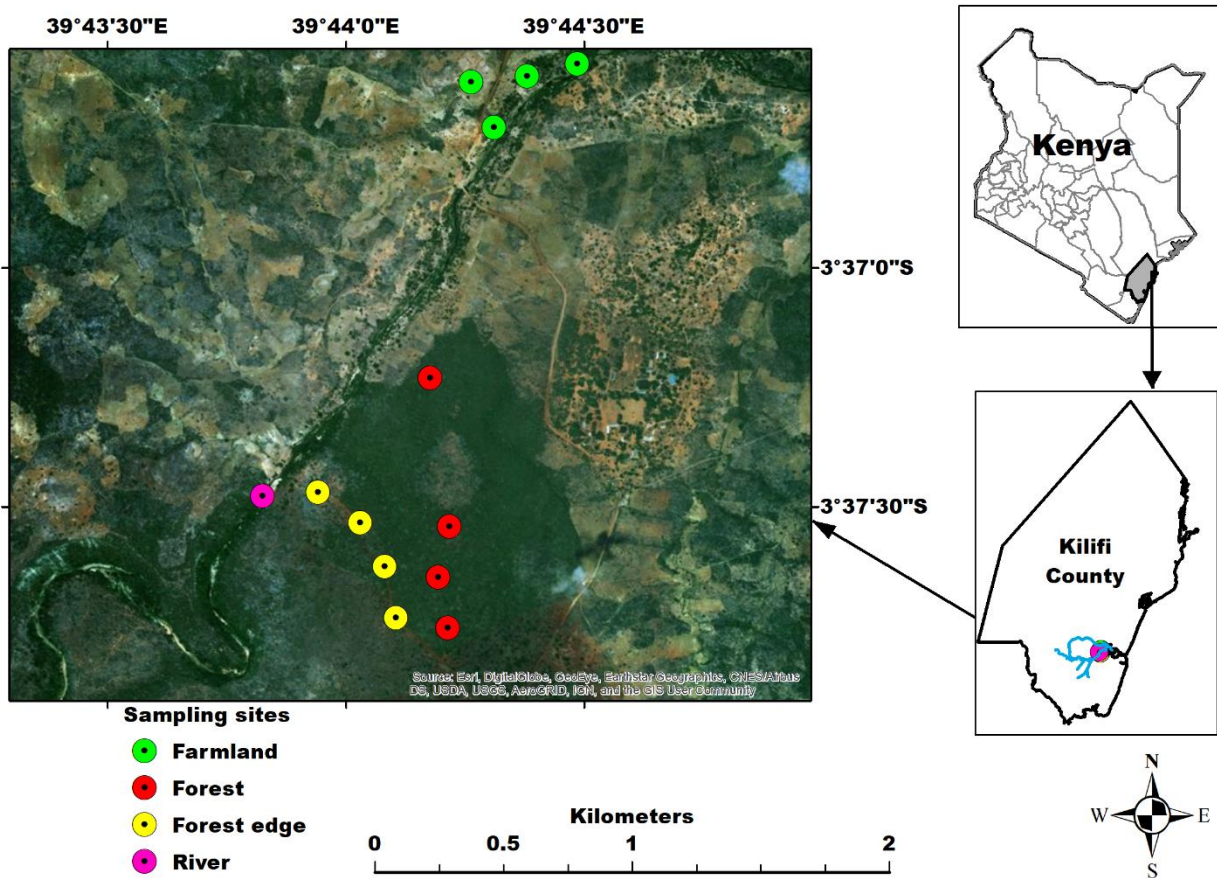 39°43'30"E 39°44'0"E 39°44'30"E
Kenya
3°37'0"S
3°37'30"S
Kilifi
County
Source: Esri, DigitalGlobe, GeoEye, Earthstar Geographics, CNES/Airbus
DS, USDA, USGS, AeroGRID, IGN, and the GIS User Community
Sampling sites
Farmland
Forest
Forest edge
River
Kilometers
0 0.5 1 2
N
W E
S